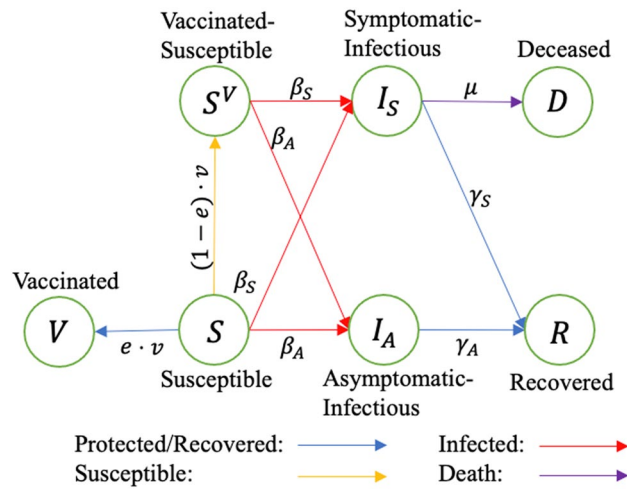 Vaccinated-
Susceptible
Symptomatic-
Infectious
Deceased
S^V
β_S
I_S
μ
D
β_A
(1 − e) · v
γ_S
Vaccinated
β_S
V
e · v
S
β_A
I_A
γ_A
R
Susceptible
Asymptomatic-
Infectious
Recovered
Protected/Recovered:
Infected:
Susceptible:
Death: